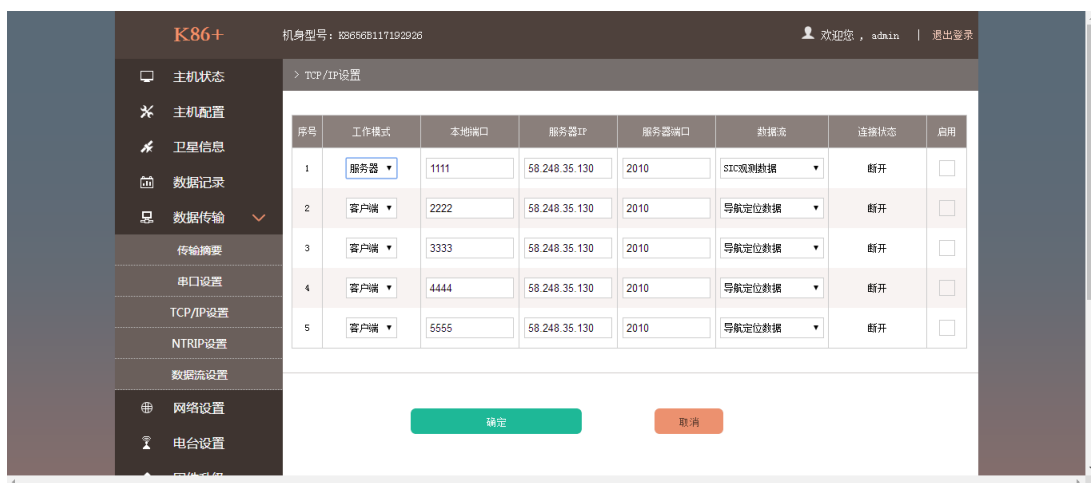 K86+
机身型号：K8656B117192926
欢迎您 ，admin | 退出登录
主机状态
主机配置
卫星信息
数据记录
数据传输
传输摘要
串口设置
TCP/IP设置
NTRIP设置
数据流设置
网络设置
电台设置
> TCP/IP设置
序号 工作模式 本地端口 服务器IP 服务器端口 数据流 连接状态 启用
1 服务器 1111 58.248.35.130 2010 SIC观测数据 断开
2 客户端 2222 58.248.35.130 2010 导航定位数据 断开
3 客户端 3333 58.248.35.130 2010 导航定位数据 断开
4 客户端 4444 58.248.35.130 2010 导航定位数据 断开
5 客户端 5555 58.248.35.130 2010 导航定位数据 断开
确定 取消